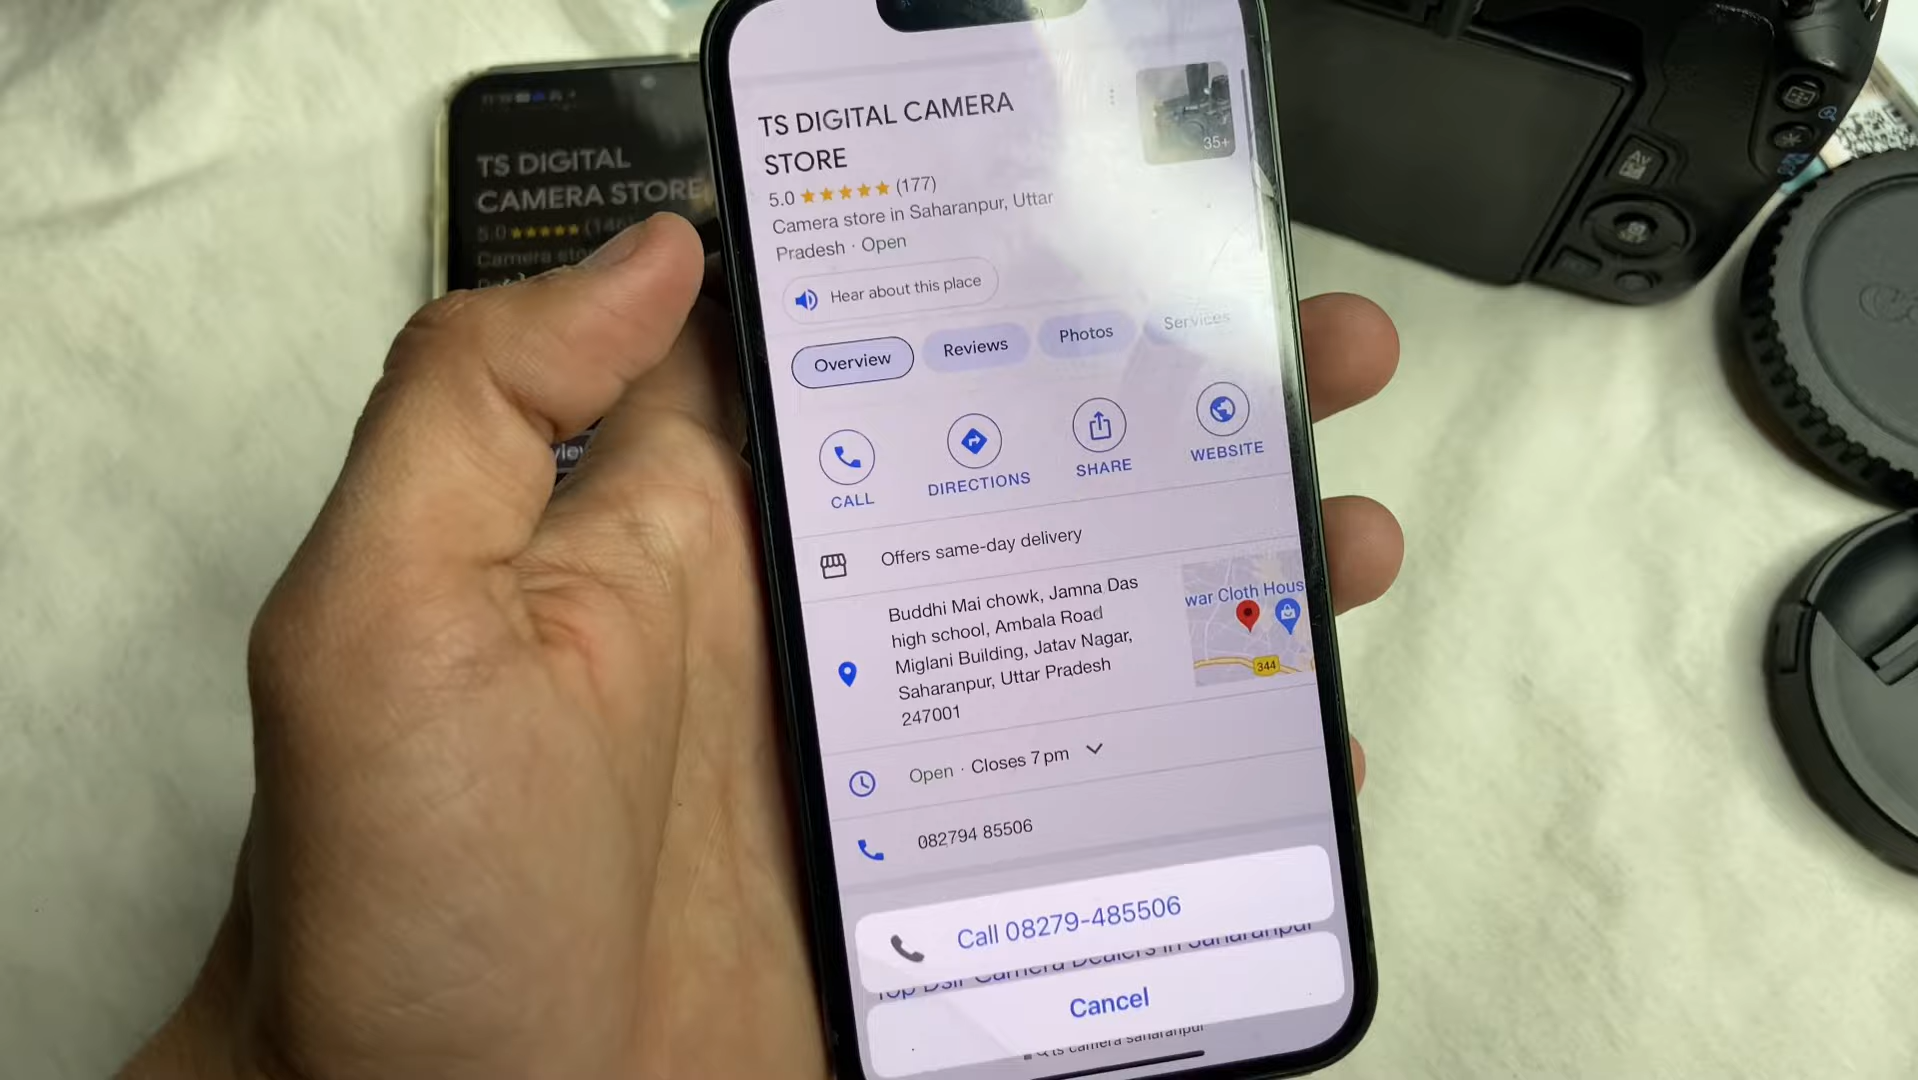 TS DIGITAL CAMERA
STORE
5.0 (177)
Camera store in Saharanpur, Uttar
Pradesh · Open
35+
Hear about this place
Overview
Reviews
Photos
Services
CALL
DIRECTIONS
SHARE
WEBSITE
Offers same-day delivery
Buddhi Mai chowk, Jamna Das
high school, Ambala Road
Miglani Building, Jatav Nagar,
Saharanpur, Uttar Pradesh
247001
war Cloth Hous
344
Open · Closes 7 pm
082794 85506
Call 08279-485506
Top Dslr Camera Dealers in Saharanpur
Cancel
ts camera saharanpur
TS DIGITAL
CAMERA STORE
5.0
Camera sto
Av